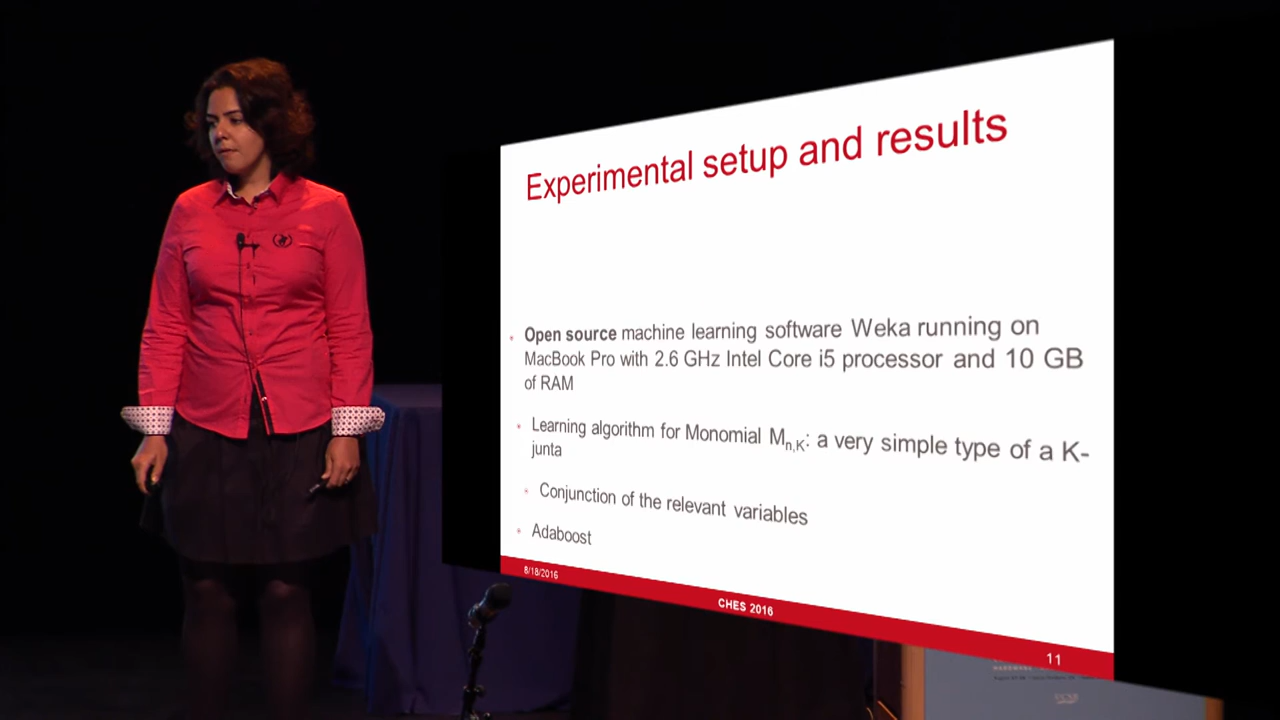 Experimental setup and results
Open source machine learning software Weka running on
MacBook Pro with 2.6 GHz Intel Core i5 processor and 10 GB
of RAM
Learning algorithm for Monomial Mn,K: a very simple type of a K-
junta
Conjunction of the relevant variables
Adaboost
8/18/2016
CHES 2016
11